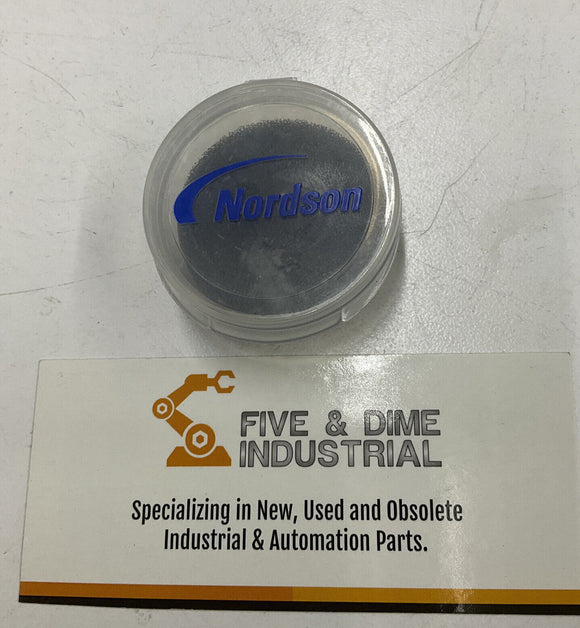 Nordson
FIVE & DIME
INDUSTRIAL
Specializing in New, Used and Obsolete
Industrial & Automation Parts.